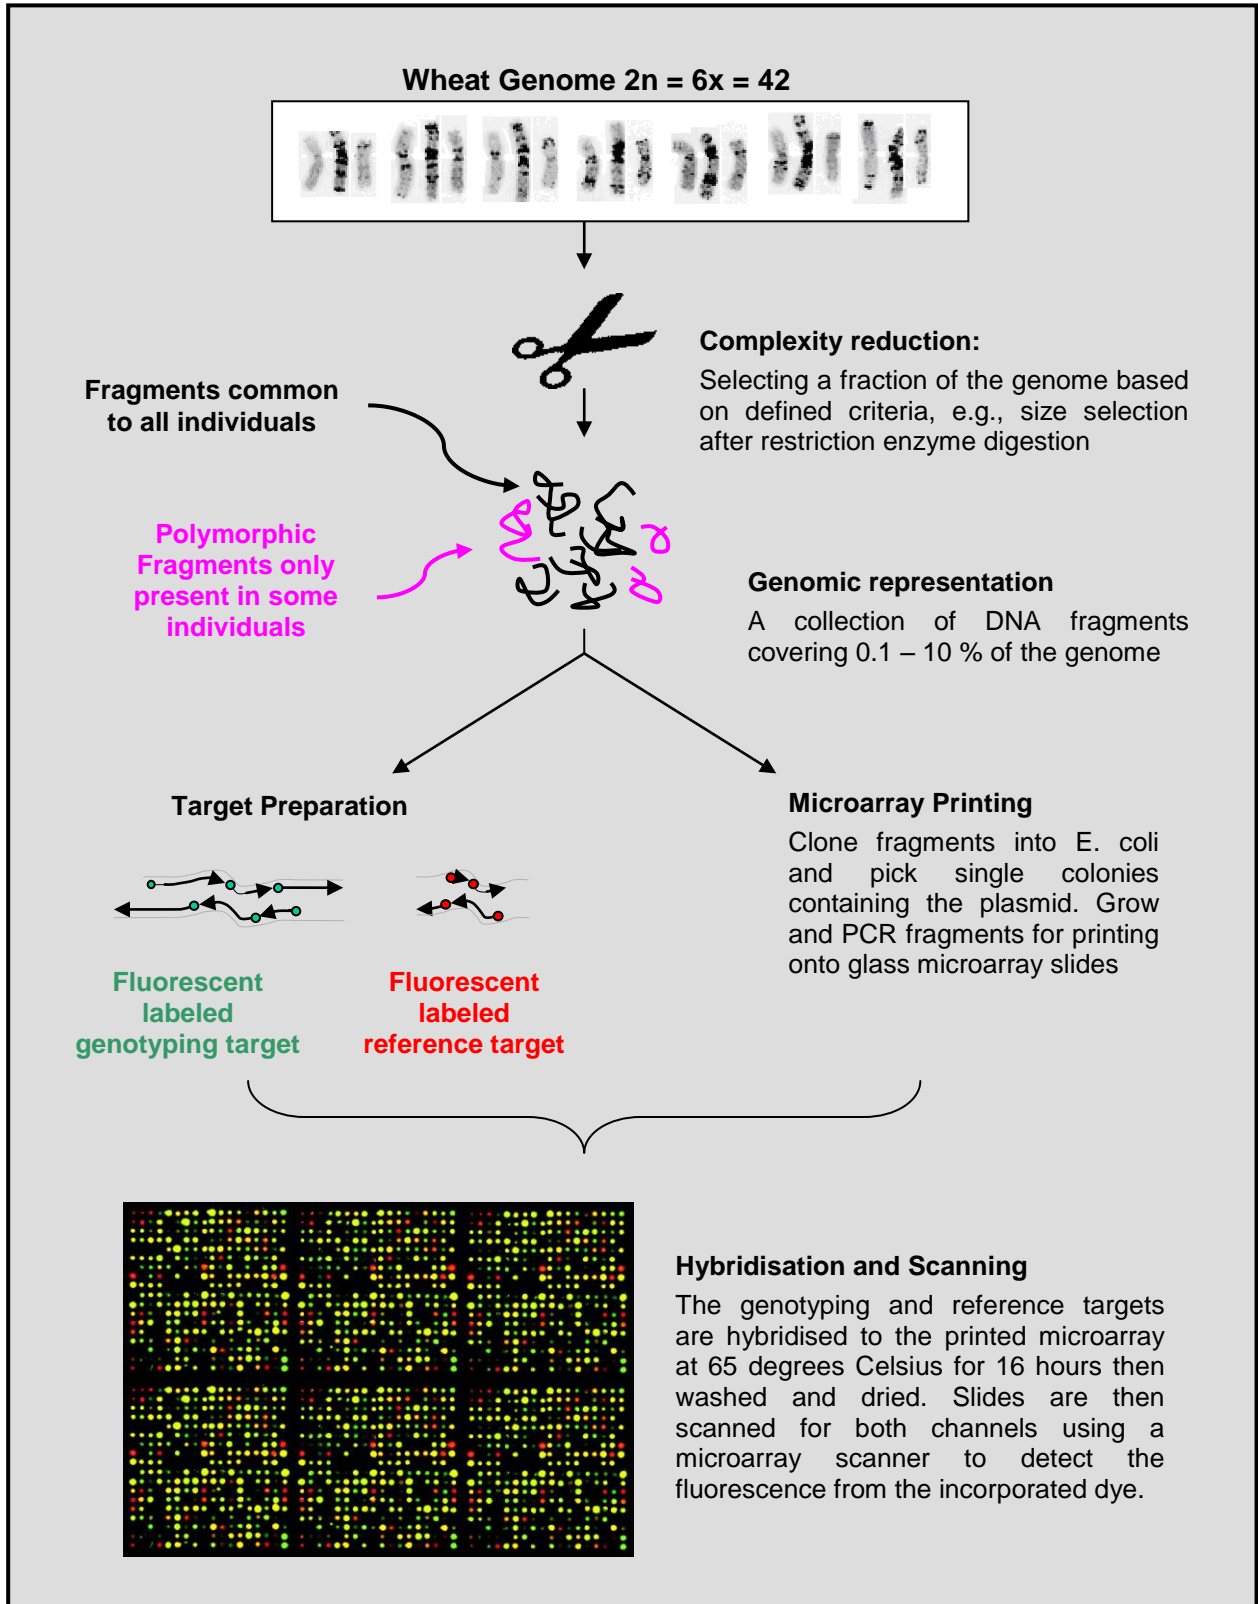 Wheat Genome 2n = 6x = 42
Complexity reduction:
Selecting a fraction of the genome based
on defined criteria, e.g., size selection
after restriction enzyme digestion
Fragments common
to all individuals
Polymorphic
Fragments only
present in some
individuals
Genomic representation
A collection of DNA fragments
covering 0.1 – 10 % of the genome
Target Preparation
Fluorescent
labeled
genotyping target
Fluorescent
labeled
reference target
Microarray Printing
Clone fragments into E. coli
and pick single colonies
containing the plasmid. Grow
and PCR fragments for printing
onto glass microarray slides
Hybridisation and Scanning
The genotyping and reference targets
are hybridised to the printed microarray
at 65 degrees Celsius for 16 hours then
washed and dried. Slides are then
scanned for both channels using a
microarray scanner to detect the
fluorescence from the incorporated dye.